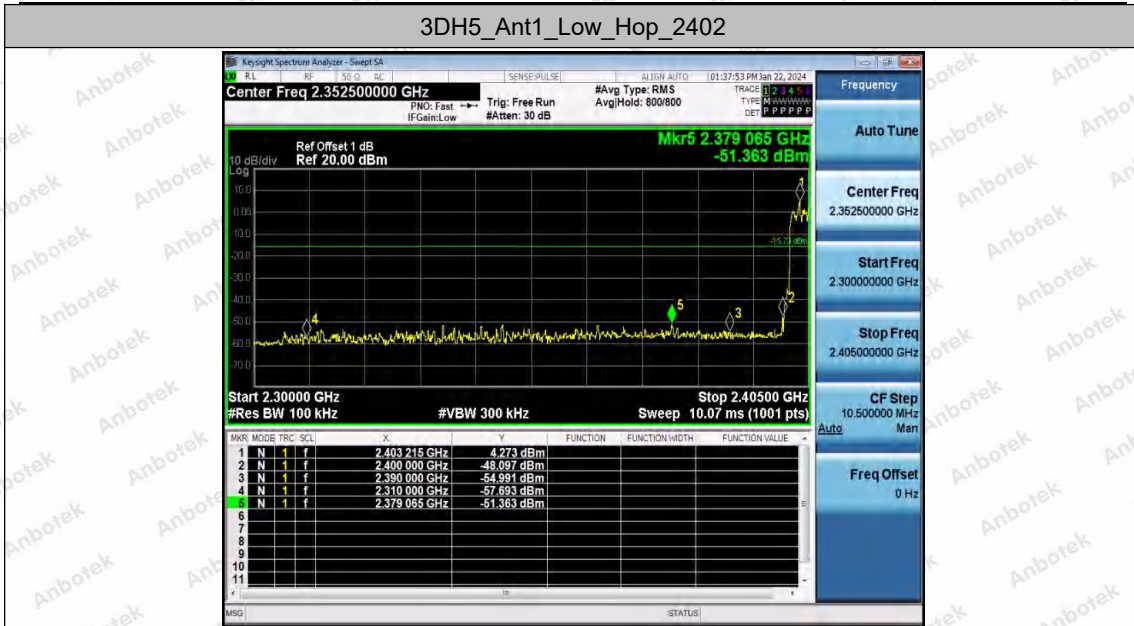 3DH5_Ant1_Low_Hop_2402
Keysight Spectrum Analyzer - Swept SA
RL RF 50 Ω AC SENSE:PULSE ALIGN AUTO 01:37:53 PM Jan 22, 2024
Center Freq 2.352500000 GHz
PNO: Fast
IFGain:Low
Trig: Free Run
#Atten: 30 dB
#Avg Type: RMS
Avg|Hold: 800/800
TRACE 1 2 3 4 5 6
TYPE M W W W W W
DET P P P P P P
Mkr5 2.379 065 GHz
-51.363 dBm
Ref Offset 1 dB
10 dB/div Ref 20.00 dBm
Log
10.0
0.00
-10.0
-20.0
-30.0
-40.0
-50.0
-60.0
-70.0
-15.73 dBm
1
2
3
4
5
Start 2.30000 GHz Stop 2.40500 GHz
#Res BW 100 kHz #VBW 300 kHz Sweep 10.07 ms (1001 pts)
MKR MODE TRC SCL X Y FUNCTION FUNCTION WIDTH FUNCTION VALUE
1 N 1 f 2.403 215 GHz 4.273 dBm
2 N 1 f 2.400 000 GHz -48.097 dBm
3 N 1 f 2.390 000 GHz -54.991 dBm
4 N 1 f 2.310 000 GHz -57.693 dBm
5 N 1 f 2.379 065 GHz -51.363 dBm
6
7
8
9
10
11
MSG STATUS
Frequency
Auto Tune
Center Freq
2.352500000 GHz
Start Freq
2.300000000 GHz
Stop Freq
2.405000000 GHz
CF Step
10.500000 MHz
Auto Man
Freq Offset
0 Hz
Anbotek